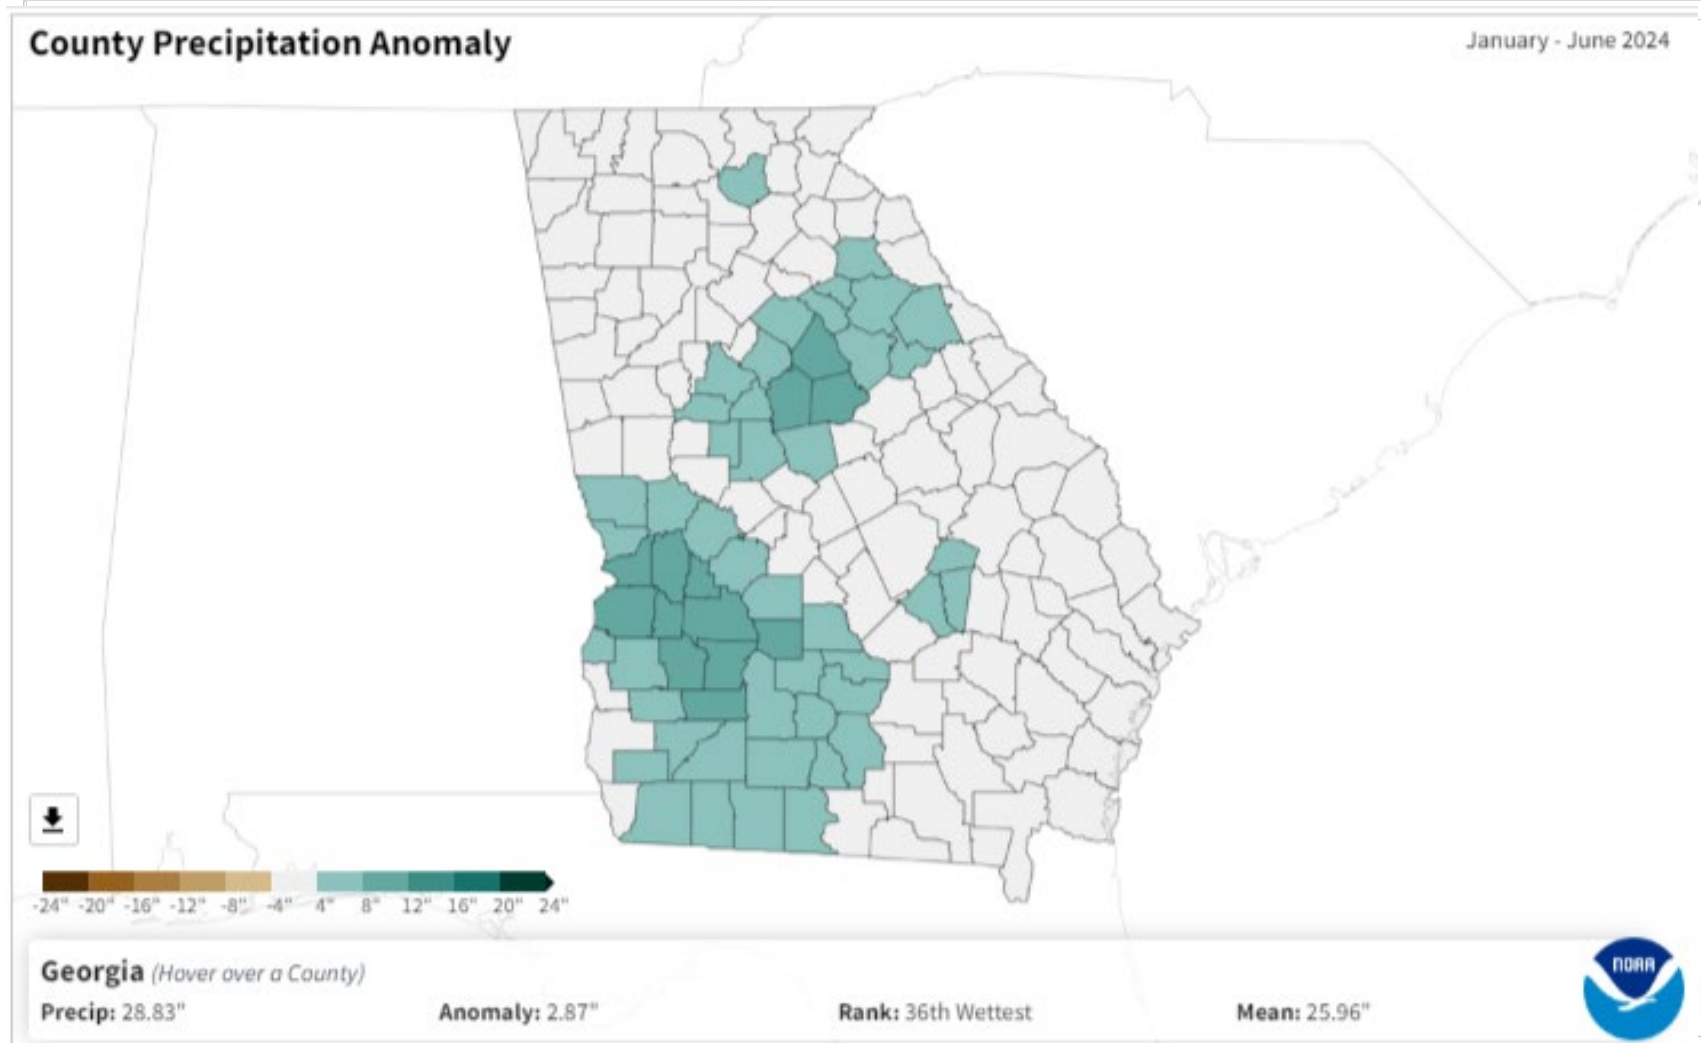 County Precipitation Anomaly
January - June 2024
-24" -20" -16" -12" -8" -4" 4" 8" 12" 16" 20" 24"
Georgia (Hover over a County)
Precip: 28.83" Anomaly: 2.87" Rank: 36th Wettest Mean: 25.96"
NOAA